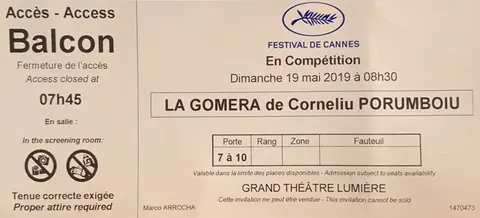 Accès - Access
Balcon
Fermeture de l'accès
Access closed at
07h45
En salle :
In the screening room:
Tenue correcte exigée
Proper attire required
FESTIVAL DE CANNES
En Compétition
Dimanche 19 mai 2019 à 08h30
LA GOMERA de Corneliu PORUMBOIU
Porte Rang Zone Fauteuil
7 à 10
Valable dans la limite des places disponibles - Admission subject to seats availability
GRAND THÉÂTRE LUMIÈRE
Cette invitation ne peut être vendue - This invitation cannot be sold
Marco ARROCHA
1470473